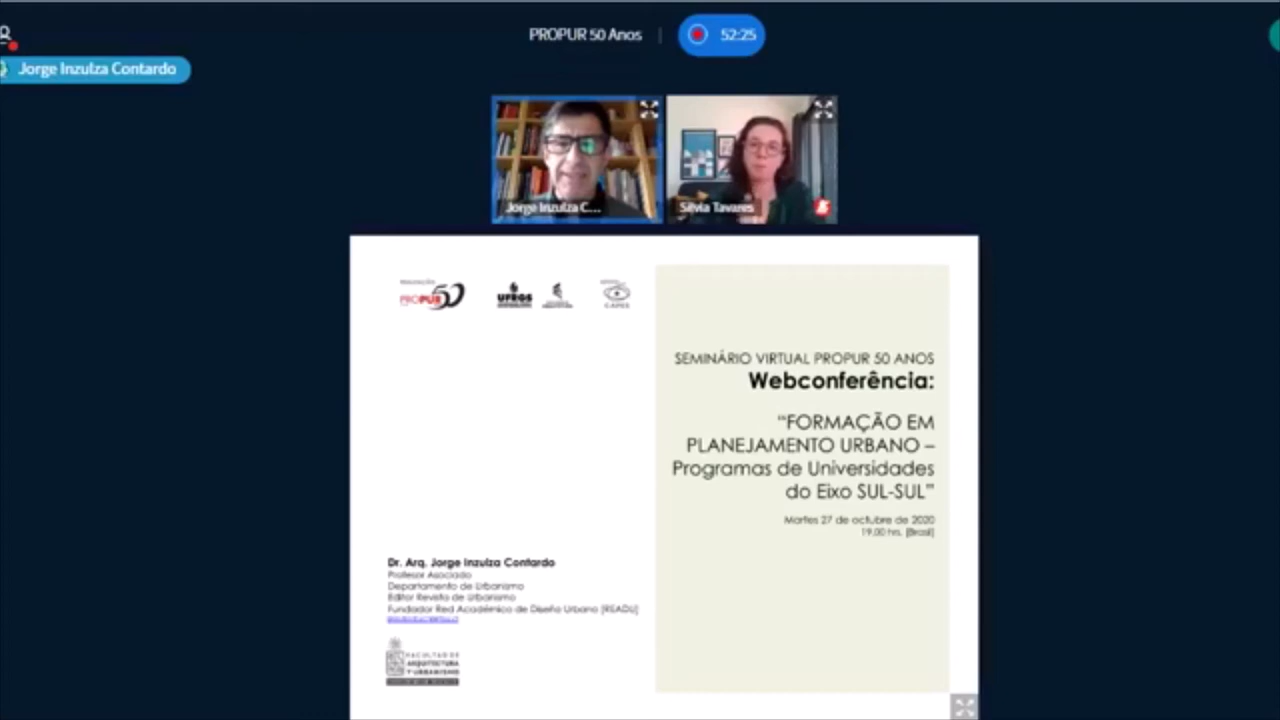 PROPUR 50 Anos
52:25
Jorge Inzulza Contardo
Jorge Inzulza C...
Silvia Tavares
PROPUR 50
UFRGS
CAPES
SEMINÁRIO VIRTUAL PROPUR 50 ANOS
Webconferência:
“FORMAÇÃO EM
PLANEJAMENTO URBANO –
Programas de Universidades
do Eixo SUL-SUL”
Martes 27 de octubre de 2020
19.00 hrs. (Brasil)
Dr. Arq. Jorge Inzulza Contardo
Profesor Asociado
Departamento de Urbanismo
Editor Revista de Urbanismo
Fundador Red Académica de Diseño Urbano (READU)
FACULTAD DE
ARQUITECTURA
Y URBANISMO